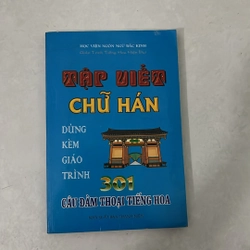 HỌC VIỆN NGÔN NGỮ BẮC KINH
TẬP VIẾT
CHỮ HÁN
DÙNG
KÈM
GIÁO
TRÌNH
301
CÂU ĐÀM THOẠI TIẾNG HOA